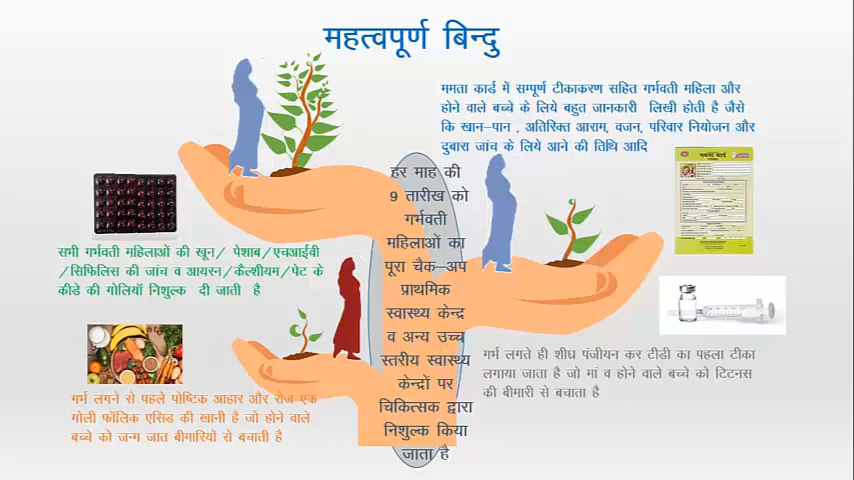 महत्वपूर्ण बिन्दु
ममता कार्ड में सम्पूर्ण टीकाकरण सहित गर्भवती महिला और
होने वाले बच्चे के लिये बहुत जानकारी लिखी होती है जैसे
कि खान–पान , अतिरिक्त आराम, वजन, परिवार नियोजन और
दुबारा जांच के लिये आने की तिथि आदि
ममता कार्ड
हर माह की
9 तारीख को
गर्भवती
महिलाओं का
पूरा चैक–अप
प्राथमिक
स्वास्थ्य केन्द्र
व अन्य उच्च
स्तरीय स्वास्थ्य
केन्द्रों पर
चिकित्सक द्वारा
निशुल्क किया
जाता है
सभी गर्भवती महिलाओं की खून/ पेशाब/एचआईवी
/सिफिलिस की जांच व आयरन/कैल्शीयम/पेट के
कीडे की गोलियॉ निशुल्क दी जाती है
गर्भ लगते ही शीघ्र पंजीयन कर टीडी का पहला टीका
लगाया जाता है जो मां व होने वाले बच्चे को टिटनस
की बीमारी से बचाता है
गर्भ लगने से पहले पोष्टिक आहार और रोज एक
गोली फॉलिक एसिड की खानी है जो होने वाले
बच्चे को जन्म जात बीमारियों से बचाती है